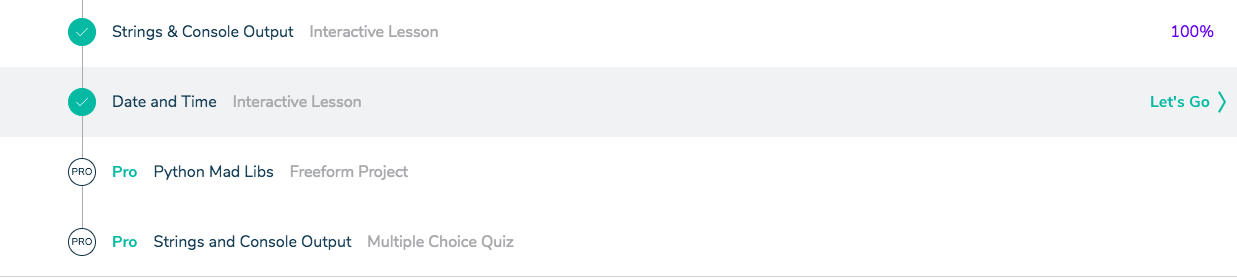 Strings & Console Output Interactive Lesson 100%
Date and Time Interactive Lesson Let's Go
PRO Pro Python Mad Libs Freeform Project
PRO Pro Strings and Console Output Multiple Choice Quiz